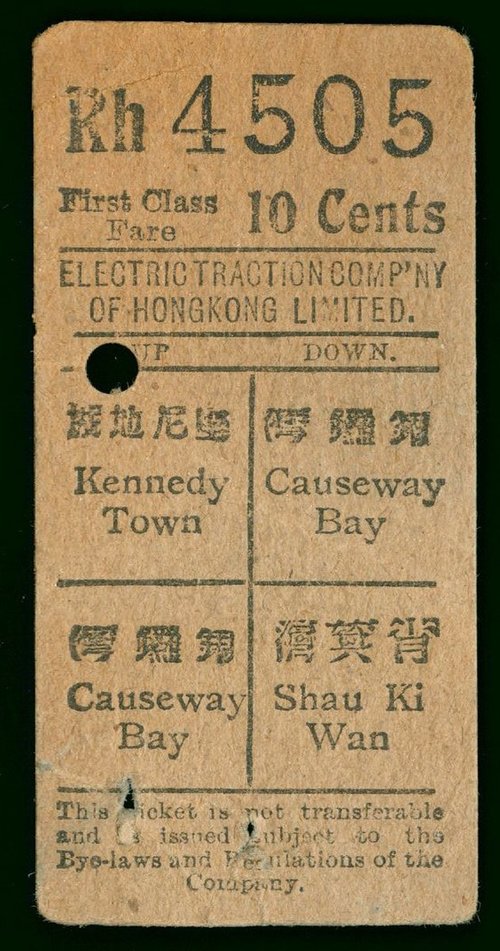 Rh 4505
First Class
Fare
10 Cents
ELECTRIC TRACTION COMP'NY
OF HONGKONG LIMITED.
UP
DOWN.
堅尼地城
Kennedy
Town
銅鑼灣
Causeway
Bay
銅鑼灣
Causeway
Bay
筲箕灣
Shau Ki
Wan
This ticket is not transferable
and is issued subject to the
Bye-laws and Regulations of the
Company.